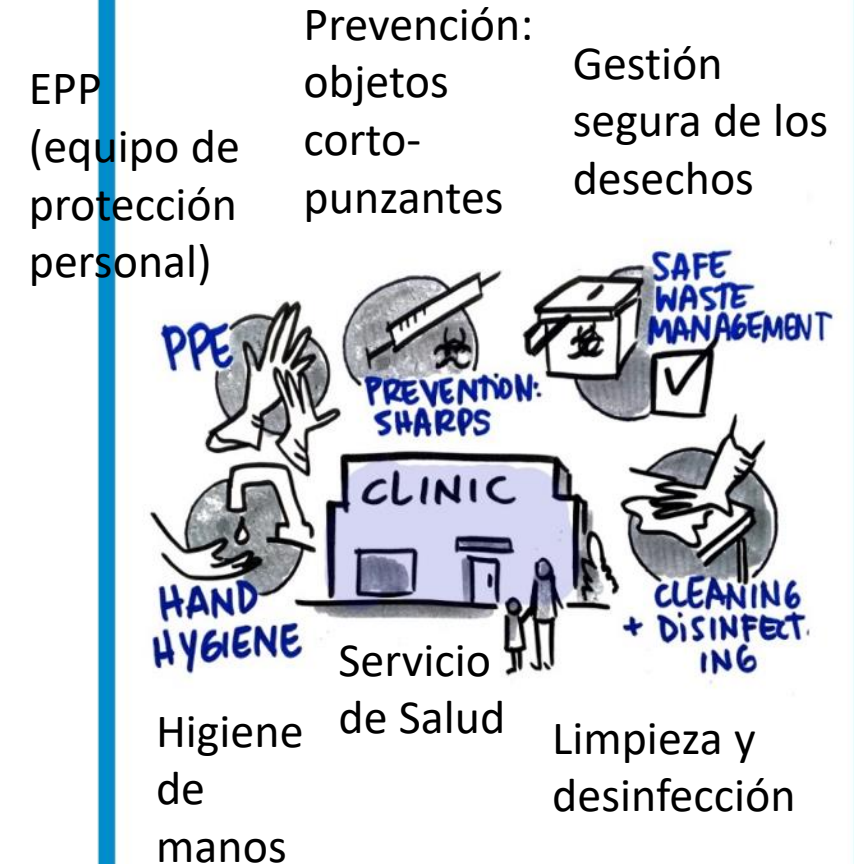 EPP
(equipo de
protección
personal)
Prevención:
objetos
corto-
punzantes
Gestión
segura de los
desechos
PPE
PREVENTION:
SHARPS
SAFE
WASTE
MANAGEMENT
CLINIC
HAND
HYGIENE
CLEANING
+ DISINFECT.
ING
Servicio
de Salud
Higiene
de
manos
Limpieza y
desinfección